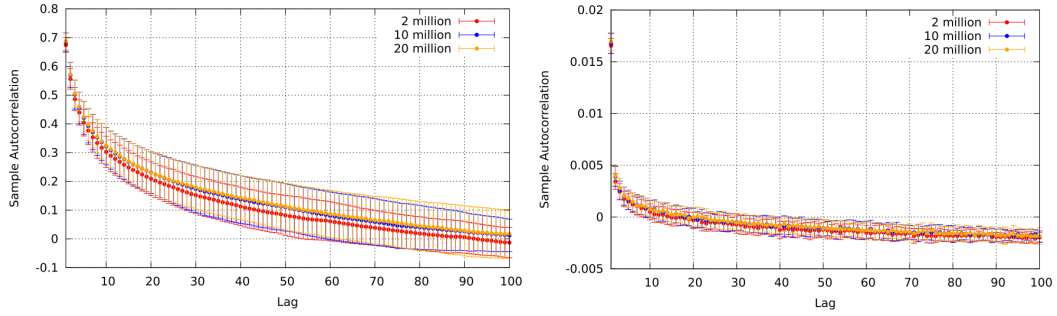 0.8
0.7
0.6
0.5
0.4
0.3
0.2
0.1
0
-0.1
Sample Autocorrelation
2 million
10 million
20 million
10 20 30 40 50 60 70 80 90 100
Lag
0.02
0.015
0.01
0.005
0
-0.005
Sample Autocorrelation
2 million
10 million
20 million
10 20 30 40 50 60 70 80 90 100
Lag